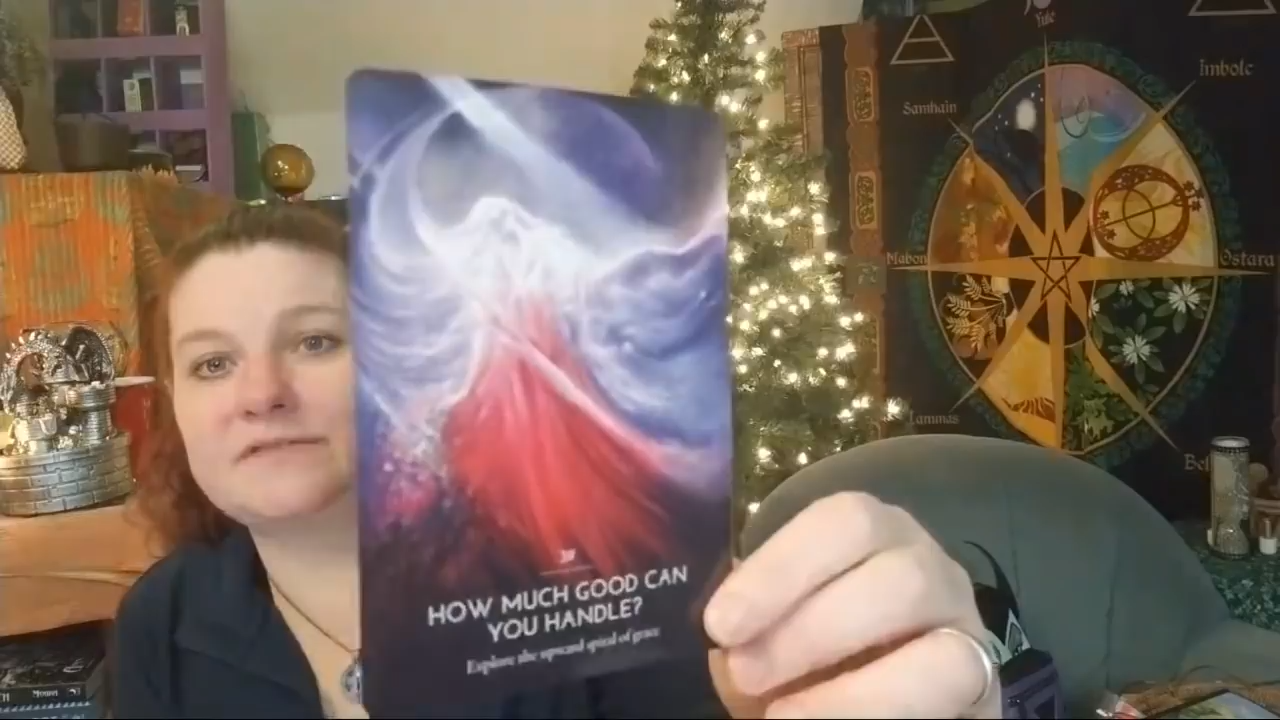 Yule
Imbolc
Samhain
Mabon
Ostara
Lammas
Bel
HOW MUCH GOOD CAN
YOU HANDLE?
Explore the upward spiral of grace